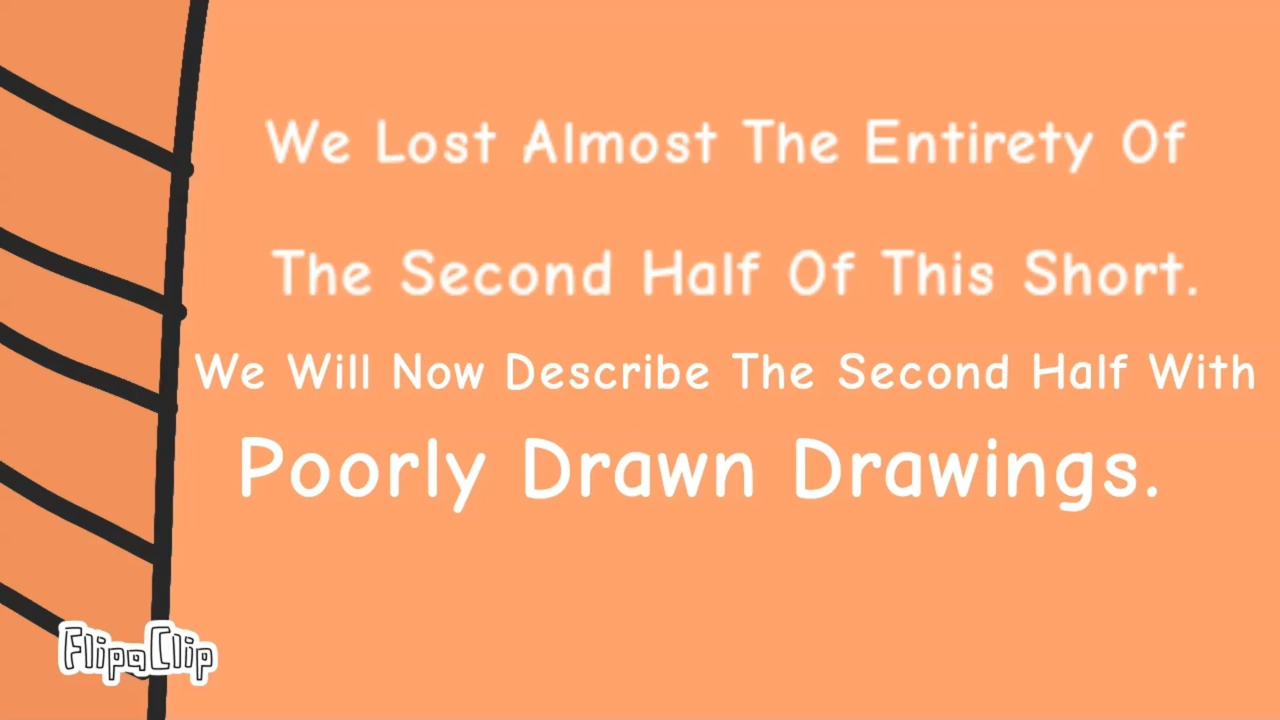 We Lost Almost The Entirety Of
The Second Half Of This Short.
We Will Now Describe The Second Half With
Poorly Drawn Drawings.
FlipaClip